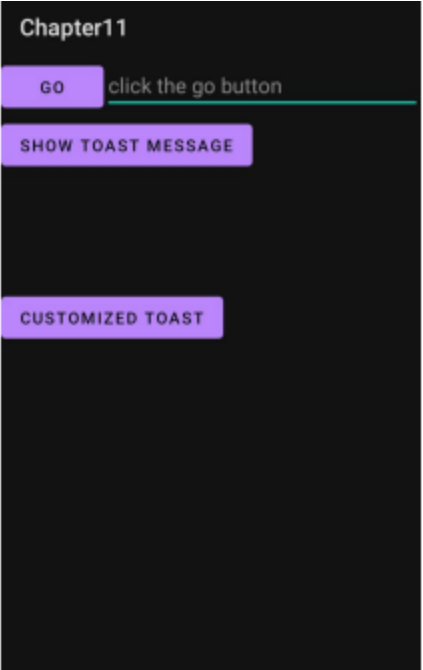 Chapter11
GO click the go button
SHOW TOAST MESSAGE
CUSTOMIZED TOAST